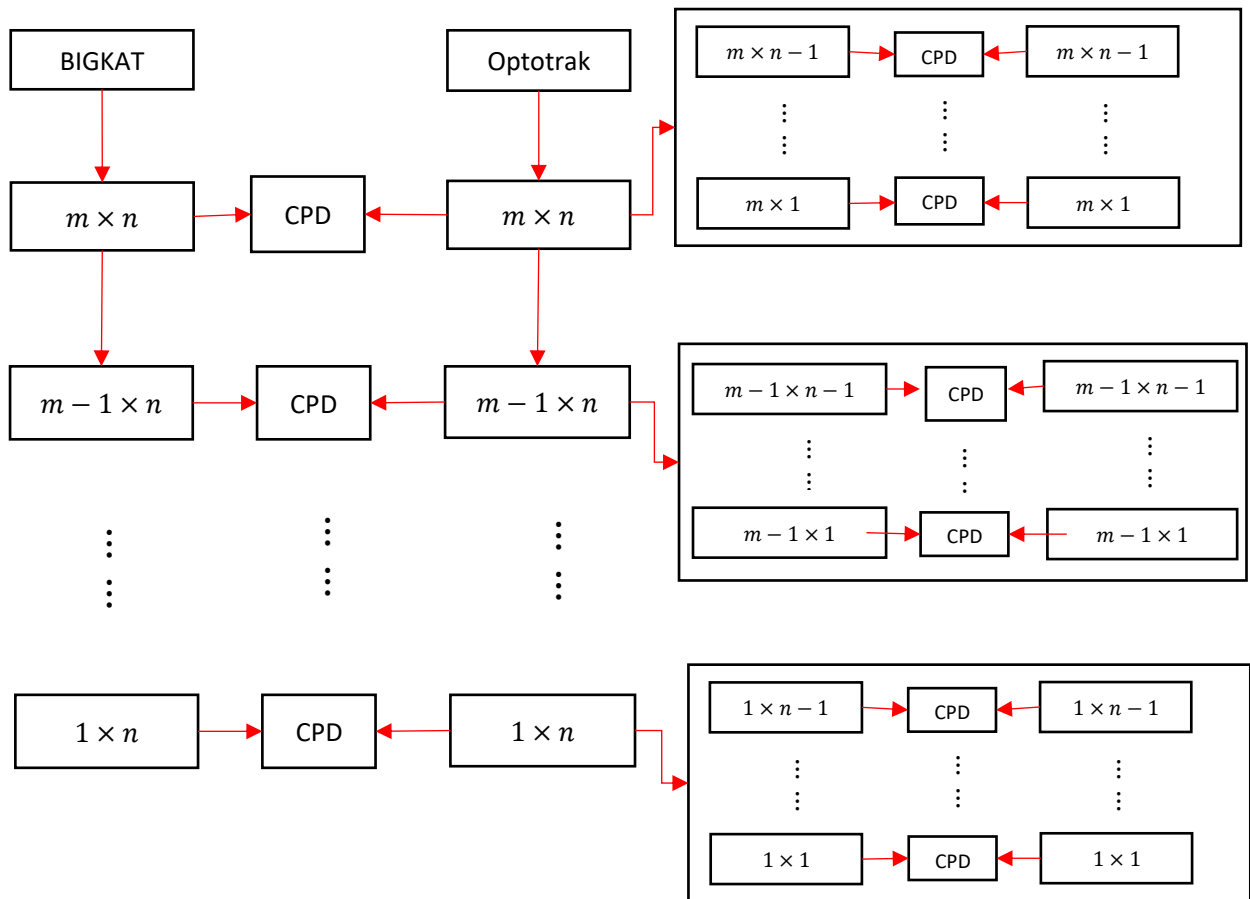 BIGKAT
Optotrak
m × n
CPD
m × n
m − 1 × n
CPD
m − 1 × n
1 × n
CPD
1 × n
m × n − 1
CPD
m × n − 1
m × 1
CPD
m × 1
m − 1 × n − 1
CPD
m − 1 × n − 1
m − 1 × 1
CPD
m − 1 × 1
1 × n − 1
CPD
1 × n − 1
1 × 1
CPD
1 × 1